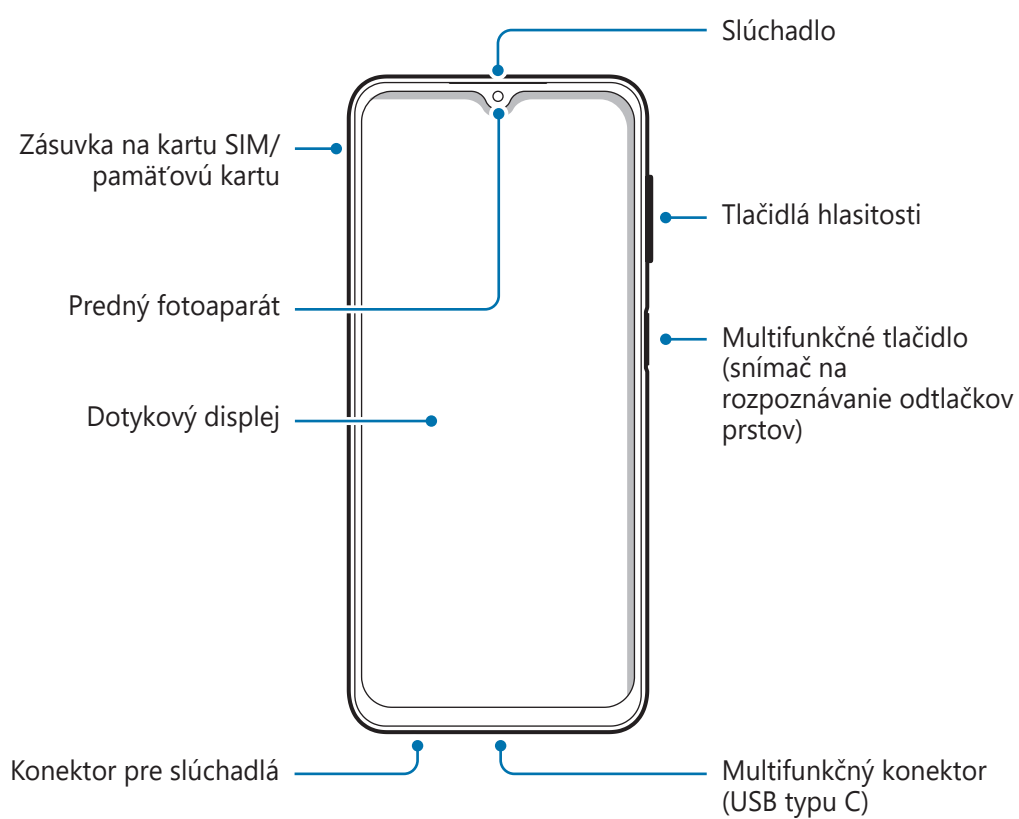 Slúchadlo
Zásuvka na kartu SIM/
pamäťovú kartu
Tlačidlá hlasitosti
Predný fotoaparát
Multifunkčné tlačidlo
(snímač na
rozpoznávanie odtlačkov
prstov)
Dotykový displej
Konektor pre slúchadlá
Multifunkčný konektor
(USB typu C)